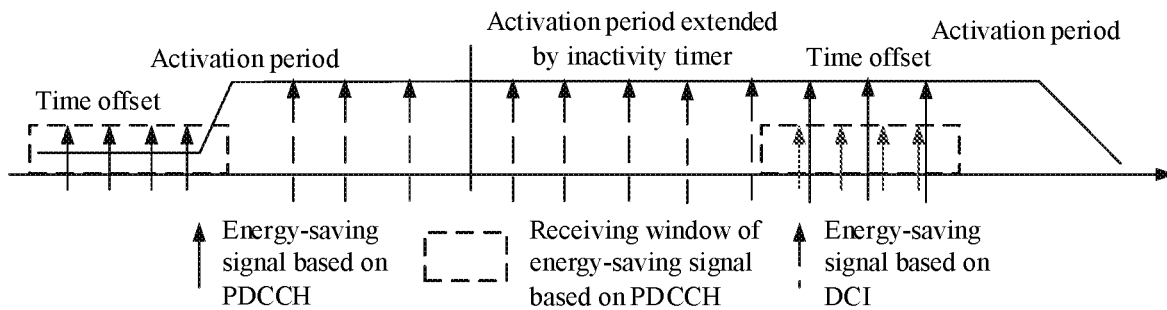 Activation period extended
by inactivity timer
Activation period
Activation period
Time offset
Time offset
Energy-saving
signal based on
PDCCH
Receiving window of
energy-saving signal
based on PDCCH
Energy-saving
signal based on
DCI